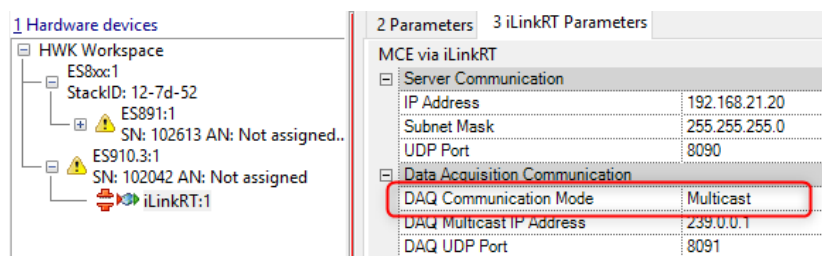 1 Hardware devices
HWK Workspace
ES8xx:1
StackID: 12-7d-52
ES891:1
SN: 102613 AN: Not assigned..
ES910.3:1
SN: 102042 AN: Not assigned
iLinkRT:1
2 Parameters 3 iLinkRT Parameters
MCE via iLinkRT
Server Communication
IP Address 192.168.21.20
Subnet Mask 255.255.255.0
UDP Port 8090
Data Acquisition Communication
DAQ Communication Mode Multicast
DAQ Multicast IP Address 239.0.0.1
DAQ UDP Port 8091